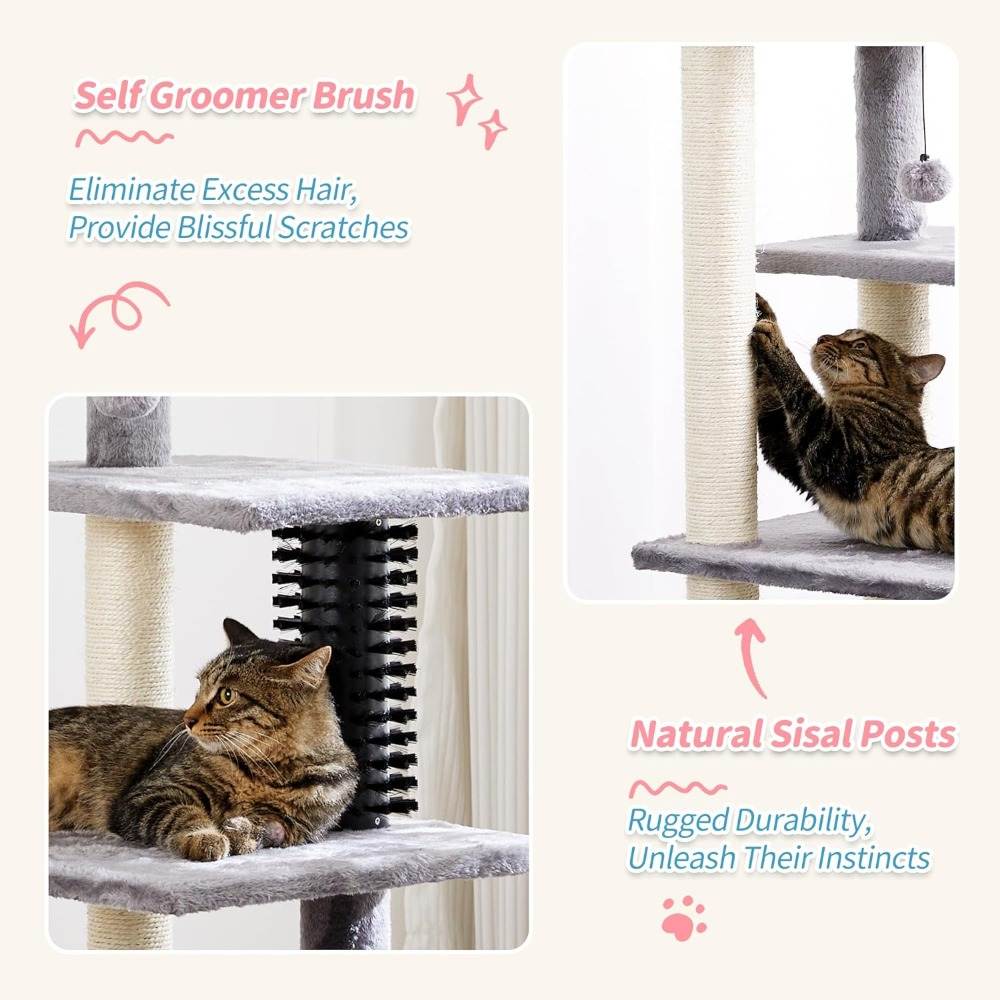 Self Groomer Brush
Eliminate Excess Hair,
Provide Blissful Scratches
Natural Sisal Posts
Rugged Durability,
Unleash Their Instincts